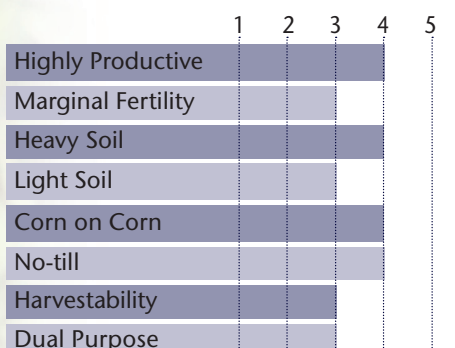 1 2 3 4 5
Highly Productive
Marginal Fertility
Heavy Soil
Light Soil
Corn on Corn
No-till
Harvestability
Dual Purpose